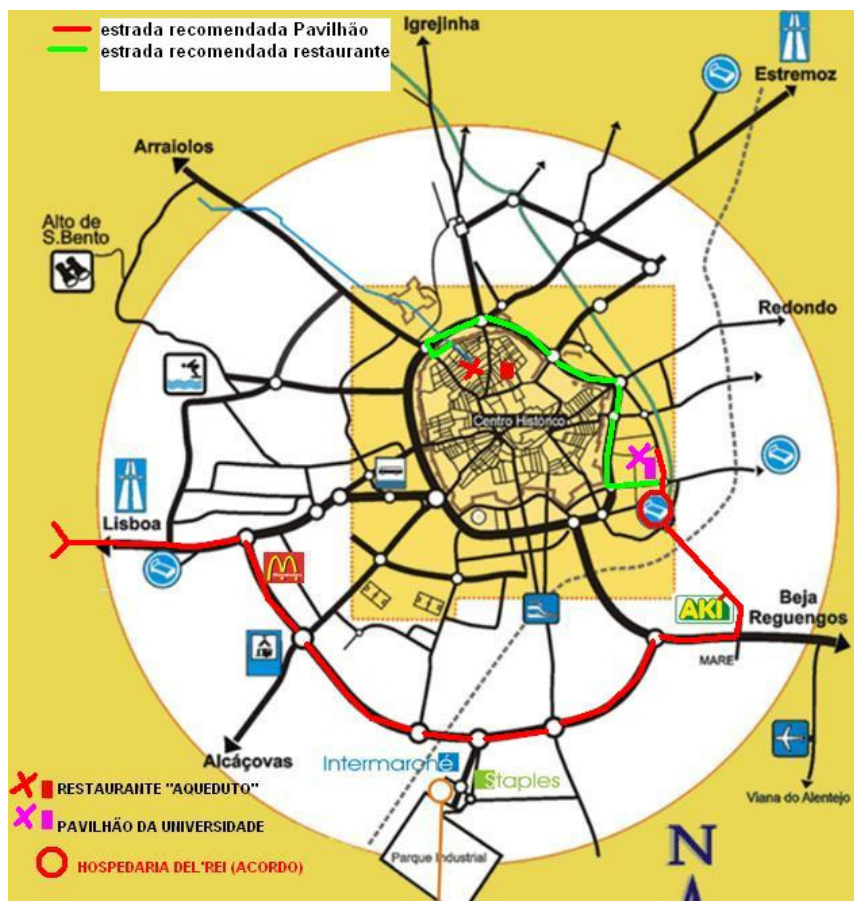 estrada recomendada Pavilhão
estrada recomendada restaurante
Igrejinha
Estremoz
Arraiolos
Alto de
S.Bento
Redondo
Centro Histórico
Lisboa
AKI
Beja
Reguengos
MARE
Alcáçovas
Intermarché
Staples
Viana do Alentejo
Parque Industrial
RESTAURANTE "AQUEDUTO"
PAVILHÃO DA UNIVERSIDADE
HOSPEDARIA DEL'REI (ACORDO)
N